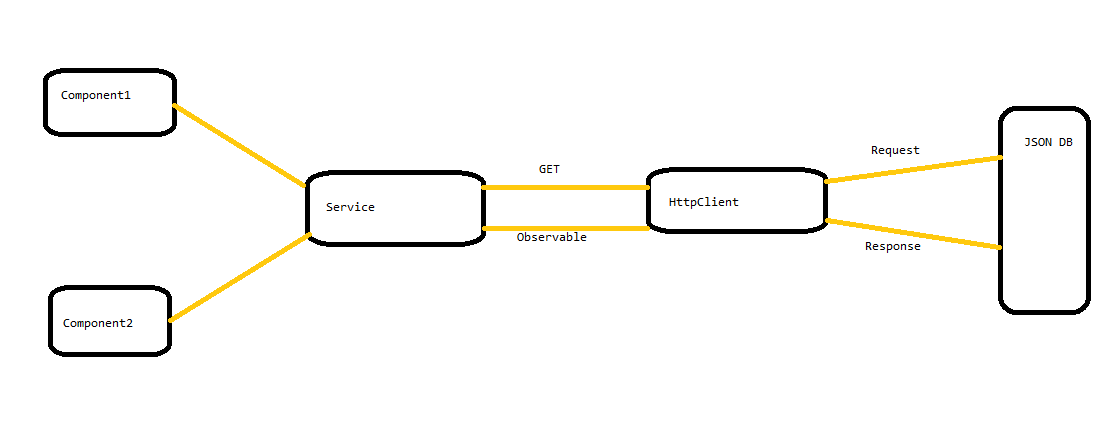 Component1
Component2
Service
GET
Observable
HttpClient
Request
Response
JSON DB